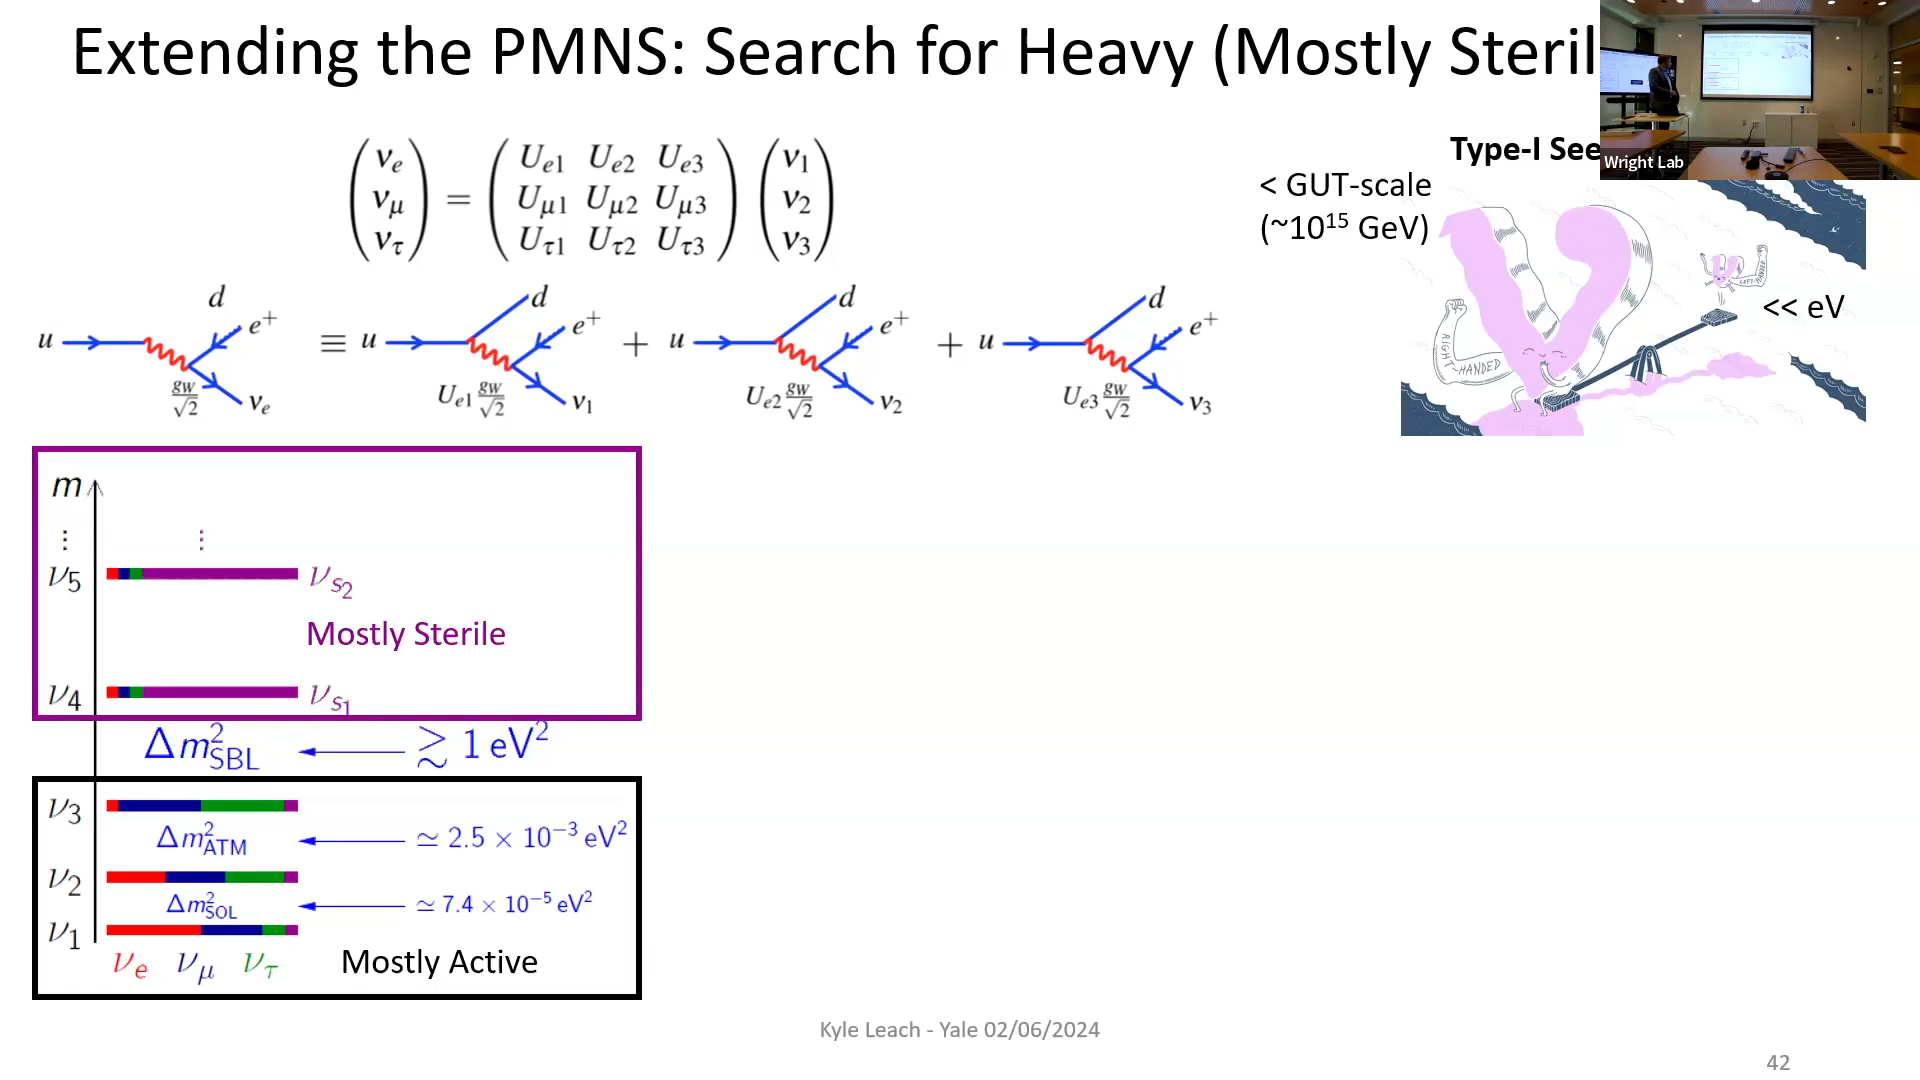 Extending the PMNS: Search for Heavy (Mostly Steril
Wright Lab
Type-I See
< GUT-scale
(~10¹⁵ GeV)
<< eV
RIGHT-HANDED
LEFT-HANDED
νe = Ue1 Ue2 Ue3 ν1
νμ Uμ1 Uμ2 Uμ3 ν2
ντ Uτ1 Uτ2 Uτ3 ν3
u d e⁺ gW/√2 νe ≡ u d e⁺ Ue1 gW/√2 ν1 + u d e⁺ Ue2 gW/√2 ν2 + u d e⁺ Ue3 gW/√2 ν3
m
⋮ ⋮
ν5 νs2
Mostly Sterile
ν4 νs1
Δm²SBL ≳ 1 eV²
ν3
Δm²ATM ≃ 2.5 × 10⁻³ eV²
ν2
Δm²SOL ≃ 7.4 × 10⁻⁵ eV²
ν1
νe νμ ντ Mostly Active
Kyle Leach - Yale 02/06/2024
42